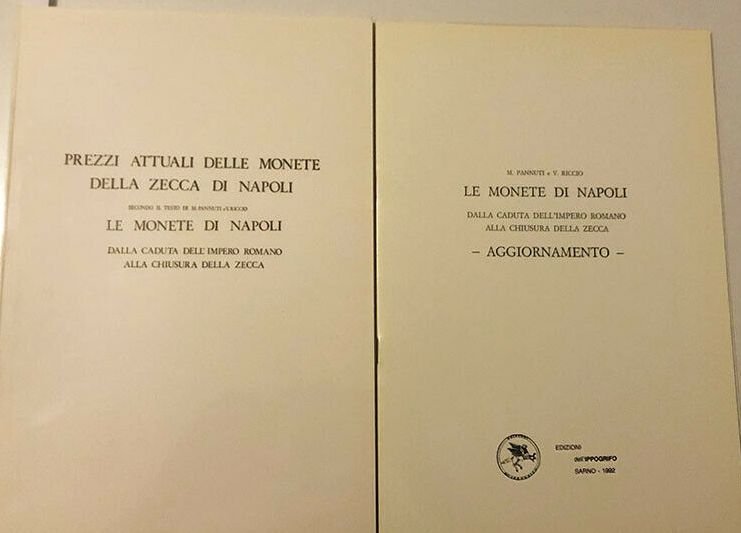 PREZZI ATTUALI DELLE MONETE
DELLA ZECCA DI NAPOLI
SECONDO IL TESTO DI M. PANNUTI e V. RICCIO
LE MONETE DI NAPOLI
DALLA CADUTA DELL'IMPERO ROMANO
ALLA CHIUSURA DELLA ZECCA
M. PANNUTI e V. RICCIO
LE MONETE DI NAPOLI
DALLA CADUTA DELL'IMPERO ROMANO
ALLA CHIUSURA DELLA ZECCA
– AGGIORNAMENTO –
EDIZIONI
dell'IPPOGRIFO
SARNO - 1992